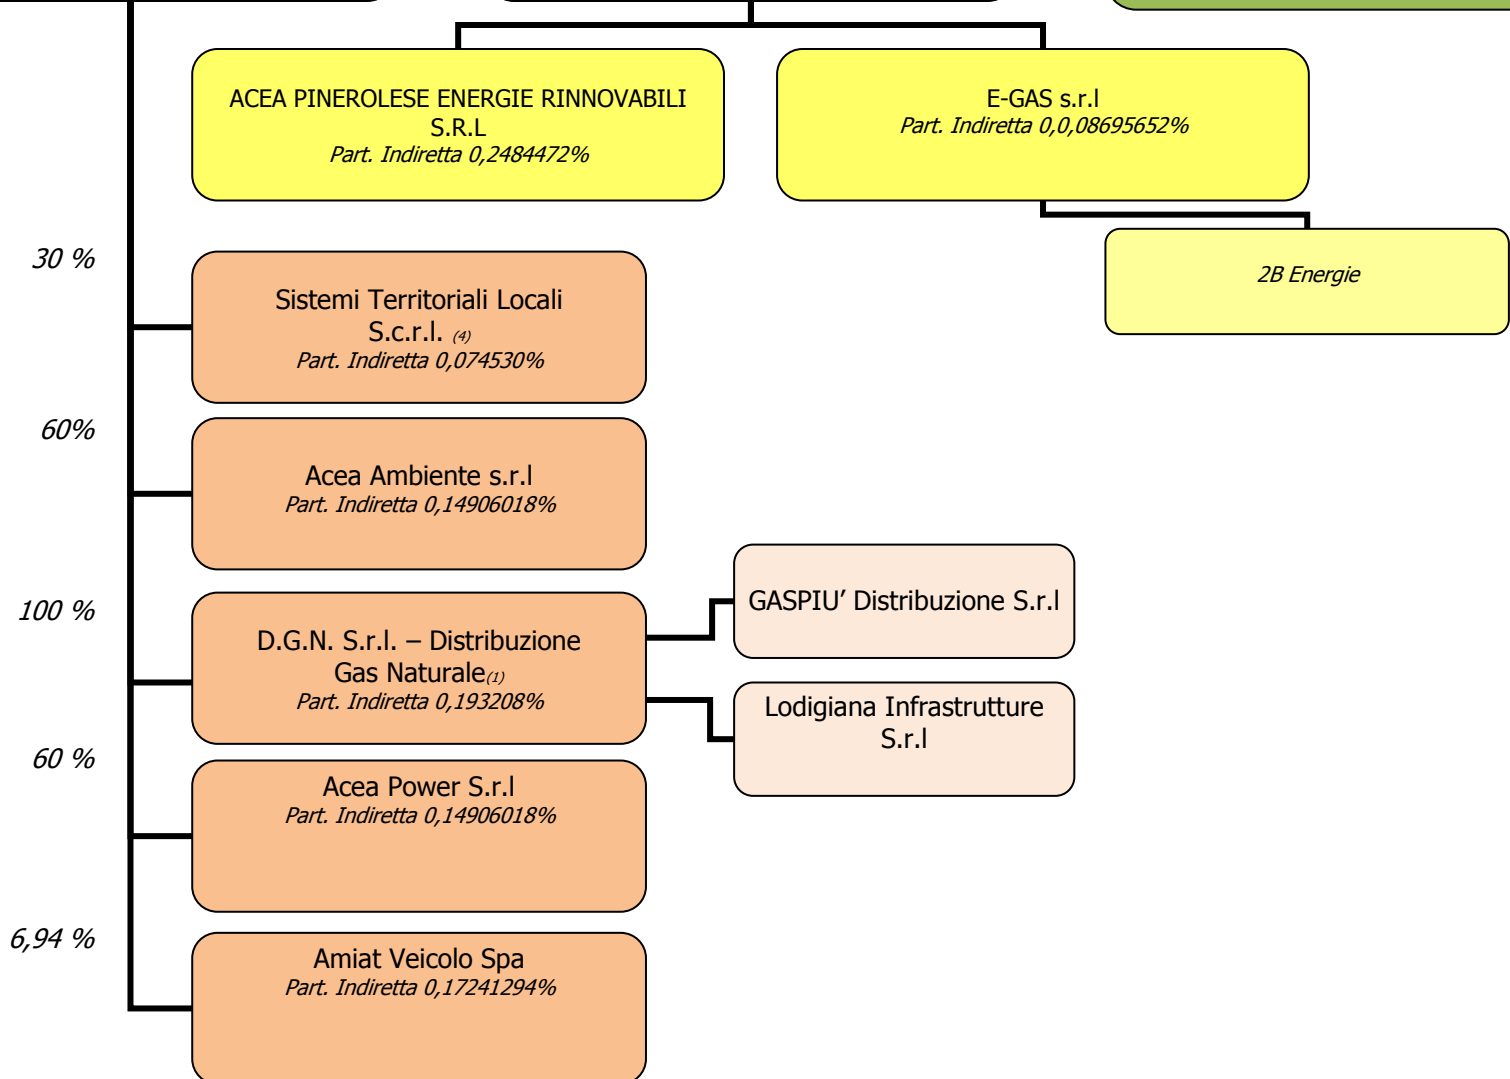 ACEA PINEROLESE ENERGIE RINNOVABILI
S.R.L
Part. Indiretta 0,2484472%
E-GAS s.r.l
Part. Indiretta 0,0,08695652%
2B Energie
30 %
Sistemi Territoriali Locali
S.c.r.l. (4)
Part. Indiretta 0,074530%
60%
Acea Ambiente s.r.l
Part. Indiretta 0,14906018%
100 %
D.G.N. S.r.l. – Distribuzione
Gas Naturale(1)
Part. Indiretta 0,193208%
GASPIU’ Distribuzione S.r.l
Lodigiana Infrastrutture
S.r.l
60 %
Acea Power S.r.l
Part. Indiretta 0,14906018%
6,94 %
Amiat Veicolo Spa
Part. Indiretta 0,17241294%